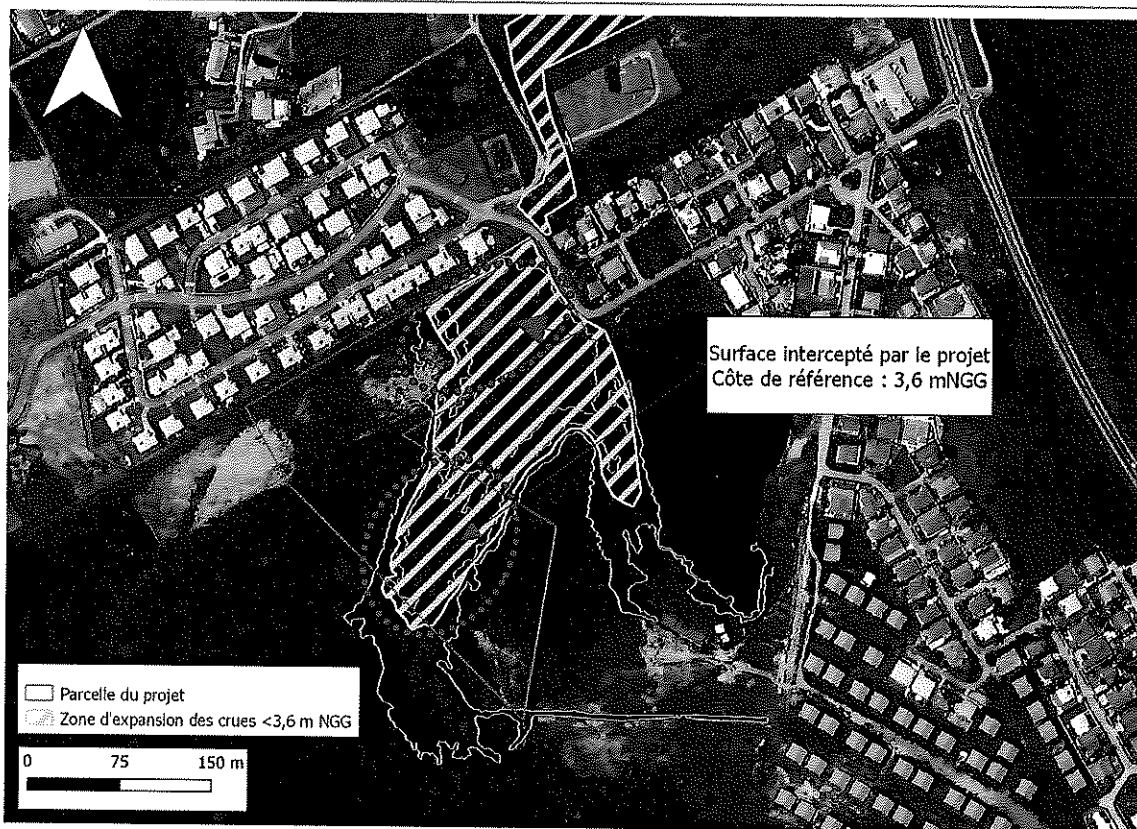 Surface intercepté par le projet
Côte de référence : 3,6 mNGG
Parcelle du projet
Zone d'expansion des crues <3,6 m NGG
0 75 150 m